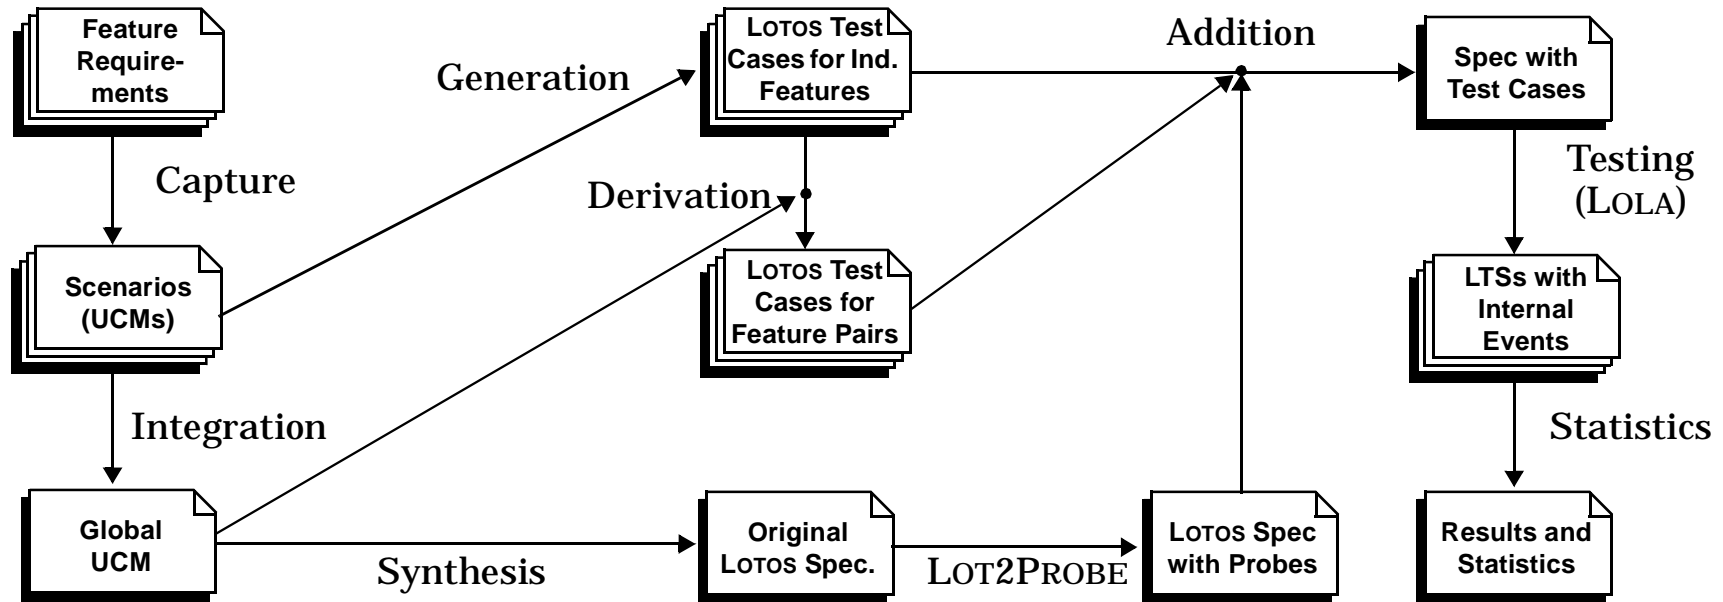 Feature
Require-
ments
LOTOS Test
Cases for Ind.
Features
Addition
Spec with
Test Cases
Generation
Capture
Derivation
Testing
(LOLA)
Scenarios
(UCMs)
LOTOS Test
Cases for
Feature Pairs
LTSs with
Internal
Events
Integration
Statistics
Global
UCM
Synthesis
Original
LOTOS Spec.
LOT2PROBE
LOTOS Spec
with Probes
Results and
Statistics